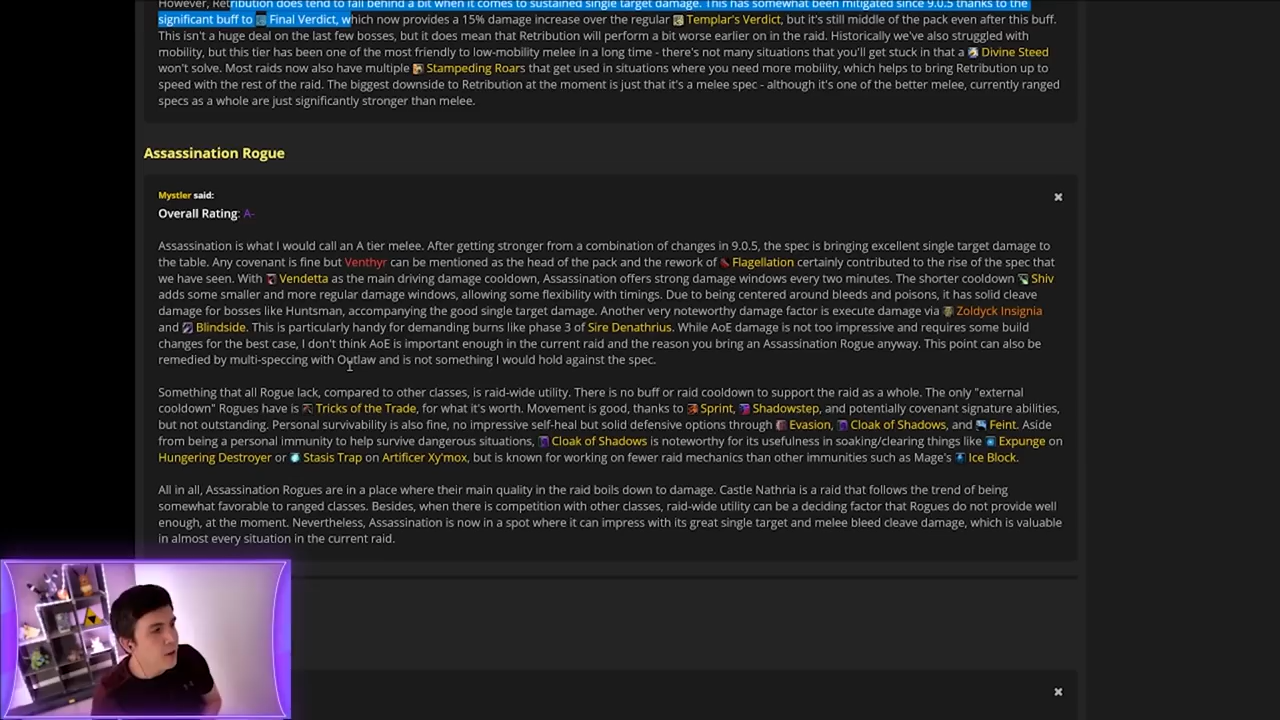 However, Retribution does tend to fall behind a bit when it comes to sustained single target damage. This has somewhat been mitigated since 9.0.5 thanks to the
significant buff to Final Verdict, which now provides a 15% damage increase over the regular Templar's Verdict, but it's still middle of the pack even after this buff.
This isn't a huge deal on the last few bosses, but it does mean that Retribution will perform a bit worse earlier on in the raid. Historically we've also struggled with
mobility, but this tier has been one of the most friendly to low-mobility melee in a long time - there's not many situations that you'll get stuck in that a Divine Steed
won't solve. Most raids now also have multiple Stampeding Roars that get used in situations where you need more mobility, which helps to bring Retribution up to
speed with the rest of the raid. The biggest downside to Retribution at the moment is just that it's a melee spec - although it's one of the better melee, currently ranged
specs as a whole are just significantly stronger than melee.
Assassination Rogue
Mystler said:
Overall Rating: A-
Assassination is what I would call an A tier melee. After getting stronger from a combination of changes in 9.0.5, the spec is bringing excellent single target damage to
the table. Any covenant is fine but Venthyr can be mentioned as the head of the pack and the rework of Flagellation certainly contributed to the rise of the spec that
we have seen. With Vendetta as the main driving damage cooldown, Assassination offers strong damage windows every two minutes. The shorter cooldown Shiv
adds some smaller and more regular damage windows, allowing some flexibility with timings. Due to being centered around bleeds and poisons, it has solid cleave
damage for bosses like Huntsman, accompanying the good single target damage. Another very noteworthy damage factor is execute damage via Zoldyck Insignia
and Blindside. This is particularly handy for demanding burns like phase 3 of Sire Denathrius. While AoE damage is not too impressive and requires some build
changes for the best case, I don't think AoE is important enough in the current raid and the reason you bring an Assassination Rogue anyway. This point can also be
remedied by multi-speccing with Outlaw and is not something I would hold against the spec.
Something that all Rogue lack, compared to other classes, is raid-wide utility. There is no buff or raid cooldown to support the raid as a whole. The only "external
cooldown" Rogues have is Tricks of the Trade, for what it's worth. Movement is good, thanks to Sprint, Shadowstep, and potentially covenant signature abilities,
but not outstanding. Personal survivability is also fine, no impressive self-heal but solid defensive options through Evasion, Cloak of Shadows, and Feint. Aside
from being a personal immunity to help survive dangerous situations, Cloak of Shadows is noteworthy for its usefulness in soaking/clearing things like Expunge on
Hungering Destroyer or Stasis Trap on Artificer Xy'mox, but is known for working on fewer raid mechanics than other immunities such as Mage's Ice Block.
All in all, Assassination Rogues are in a place where their main quality in the raid boils down to damage. Castle Nathria is a raid that follows the trend of being
somewhat favorable to ranged classes. Besides, when there is competition with other classes, raid-wide utility can be a deciding factor that Rogues do not provide well
enough, at the moment. Nevertheless, Assassination is now in a spot where it can impress with its great single target and melee bleed cleave damage, which is valuable
in almost every situation in the current raid.